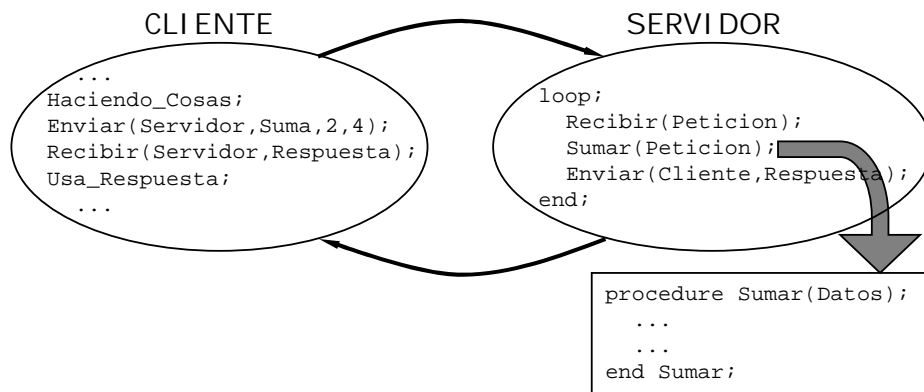 CLIENTE
...
Haciendo_Cosas;
Enviar(Servidor,Suma,2,4);
Recibir(Servidor,Respuesta);
Usa_Respuesta;
...
SERVIDOR
loop;
Recibir(Peticion);
Sumar(Peticion);
Enviar(Cliente,Respuesta);
end;
procedure Sumar(Datos);
...
...
end Sumar;